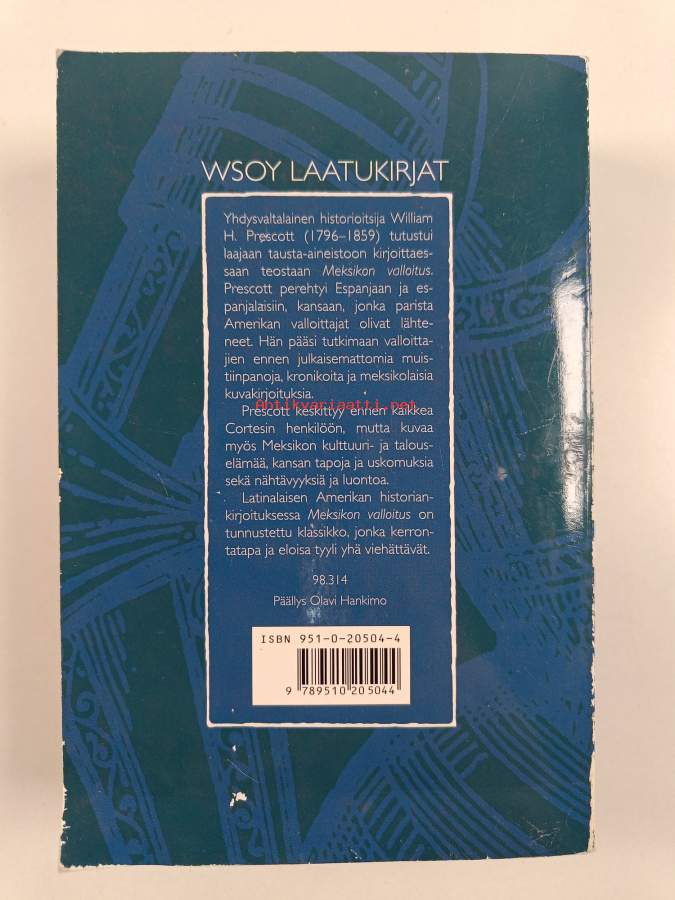 WSOY LAATUKIRJAT
Yhdysvaltalainen historioitsija William
H. Prescott (1796–1859) tutustui
laajaan tausta-aineistoon kirjoittaes-
saan teostaan Meksikon valloitus.
Prescott perehtyi Espanjaan ja es-
panjalaisiin, kansaan, jonka parista
Amerikan valloittajat olivat lähte-
neet. Hän pääsi tutkimaan valloitta-
jien ennen julkaisemattomia muis-
tiinpanoja, kronikoita ja meksikolaisia
kuvakirjoituksia.
Antikvariaatti.net
Prescott keskittyy ennen kaikkea
Cortesin henkilöön, mutta kuvaa
myös Meksikon kulttuuri- ja talous-
elämää, kansan tapoja ja uskomuksia
sekä nähtävyyksiä ja luontoa.
Latinalaisen Amerikan historian-
kirjoituksessa Meksikon valloitus on
tunnustettu klassikko, jonka kerron-
tatapa ja eloisa tyyli yhä viehättävät.
98.314
Päällys Olavi Hankimo
ISBN 951-0-20504-4
9 789510 205044